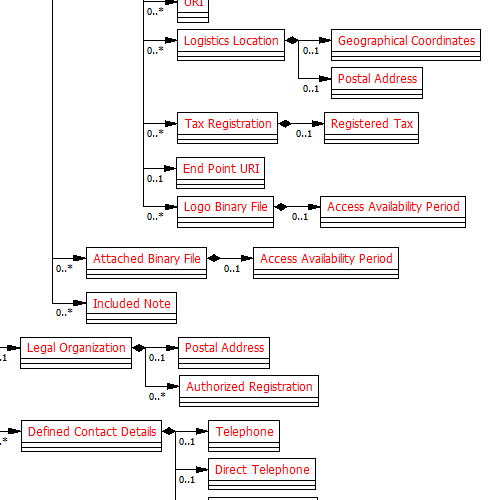 URI
0..*
Logistics Location
0..*
0..1
Geographical Coordinates
0..1
Postal Address
Tax Registration
0..*
0..1
Registered Tax
End Point URI
0..1
Logo Binary File
0..*
0..1
Access Availability Period
Attached Binary File
0..*
0..1
Access Availability Period
Included Note
0..*
.1
Legal Organization
0..1
Postal Address
0..*
Authorized Registration
.*
Defined Contact Details
0..1
Telephone
0..1
Direct Telephone